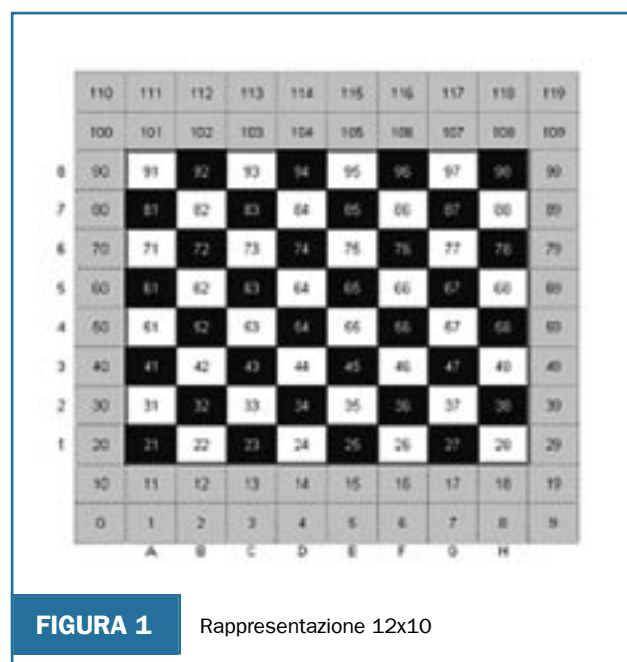 110 111 112 113 114 115 116 117 118 119
100 101 102 103 104 105 106 107 108 109
8 90 91 92 93 94 95 96 97 98 99
7 80 81 82 83 84 85 86 87 88 89
6 70 71 72 73 74 75 76 77 78 79
5 60 61 62 63 64 65 66 67 68 69
4 50 51 52 53 54 55 56 57 58 59
3 40 41 42 43 44 45 46 47 48 49
2 30 31 32 33 34 35 36 37 38 39
1 20 21 22 23 24 25 26 27 28 29
10 11 12 13 14 15 16 17 18 19
0 1 2 3 4 5 6 7 8 9
A B C D E F G H
FIGURA 1 Rappresentazione 12x10